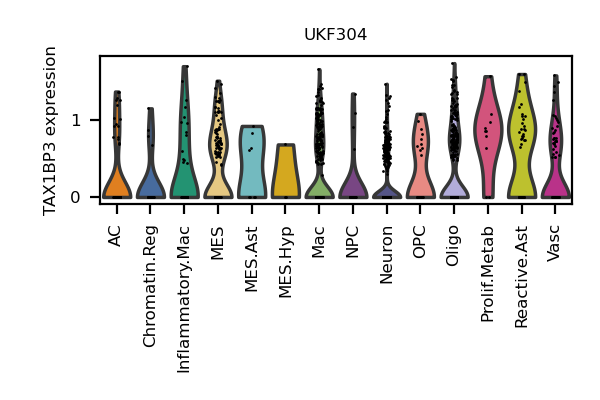 UKF304
TAX1BP3 expression
1
0
AC
Chromatin.Reg
Inflammatory.Mac
MES
MES.Ast
MES.Hyp
Mac
NPC
Neuron
OPC
Oligo
Prolif.Metab
Reactive.Ast
Vasc